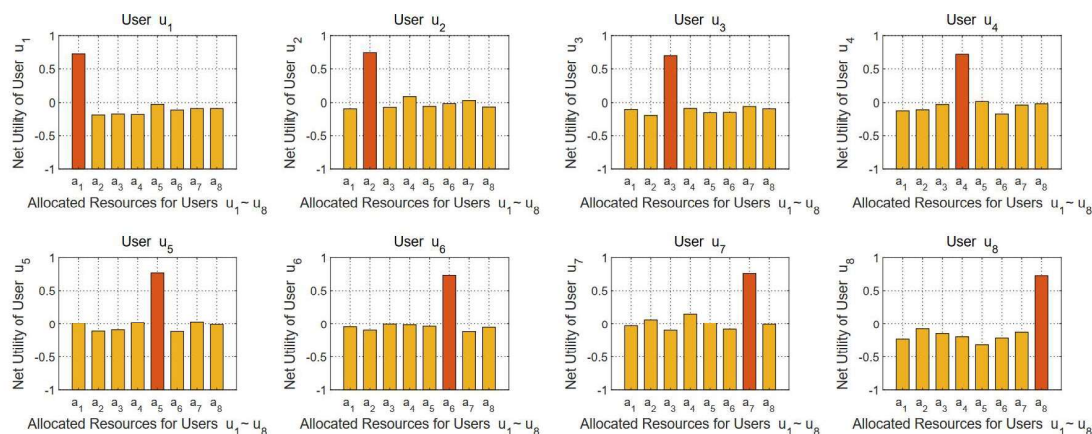 User u1
Net Utility of User u1
1
0.5
0
-0.5
-1
a1 a2 a3 a4 a5 a6 a7 a8
Allocated Resources for Users u1~ u8
User u2
Net Utility of User u2
1
0.5
0
-0.5
-1
a1 a2 a3 a4 a5 a6 a7 a8
Allocated Resources for Users u1~ u8
User u3
Net Utility of User u3
1
0.5
0
-0.5
-1
a1 a2 a3 a4 a5 a6 a7 a8
Allocated Resources for Users u1~ u8
User u4
Net Utility of User u4
1
0.5
0
-0.5
-1
a1 a2 a3 a4 a5 a6 a7 a8
Allocated Resources for Users u1~ u8
User u5
Net Utility of User u5
1
0.5
0
-0.5
-1
a1 a2 a3 a4 a5 a6 a7 a8
Allocated Resources for Users u1~ u8
User u6
Net Utility of User u6
1
0.5
0
-0.5
-1
a1 a2 a3 a4 a5 a6 a7 a8
Allocated Resources for Users u1~ u8
User u7
Net Utility of User u7
1
0.5
0
-0.5
-1
a1 a2 a3 a4 a5 a6 a7 a8
Allocated Resources for Users u1~ u8
User u8
Net Utility of User u8
1
0.5
0
-0.5
-1
a1 a2 a3 a4 a5 a6 a7 a8
Allocated Resources for Users u1~ u8